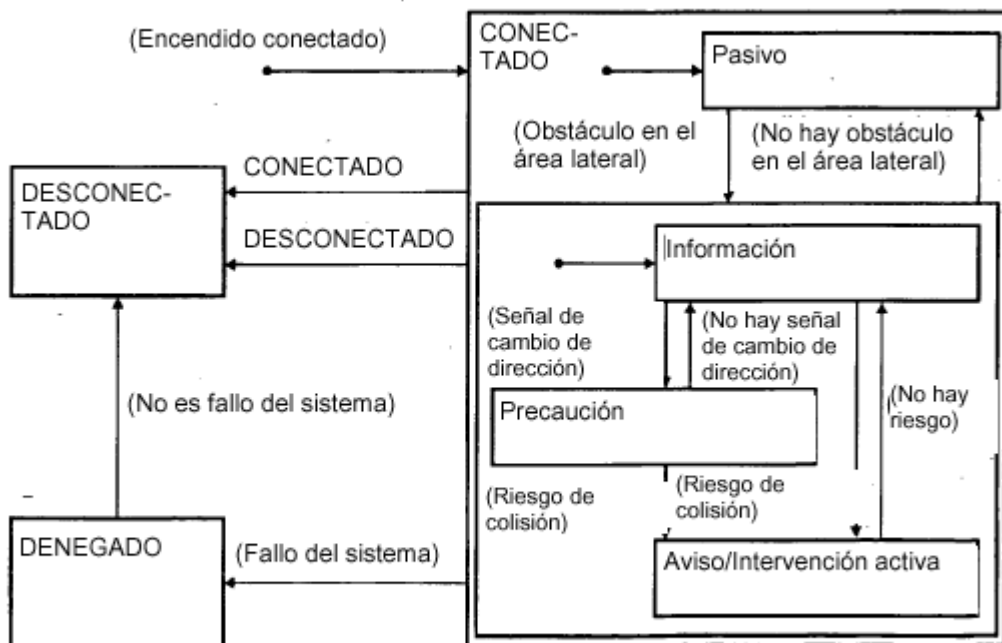 (Encendido conectado)
CONEC-
TADO
Pasivo
(Obstáculo en el
área lateral)
(No hay obstáculo
en el área lateral)
CONECTADO
DESCONEC-
TADO
DESCONECTADO
Información
(Señal de
cambio de
dirección)
(No hay señal
de cambio de
dirección)
(No hay
riesgo)
(No es fallo del sistema)
Precaución
(Riesgo de
colisión)
(Riesgo de
colisión)
DENEGADO
(Fallo del sistema)
Aviso/Intervención activa